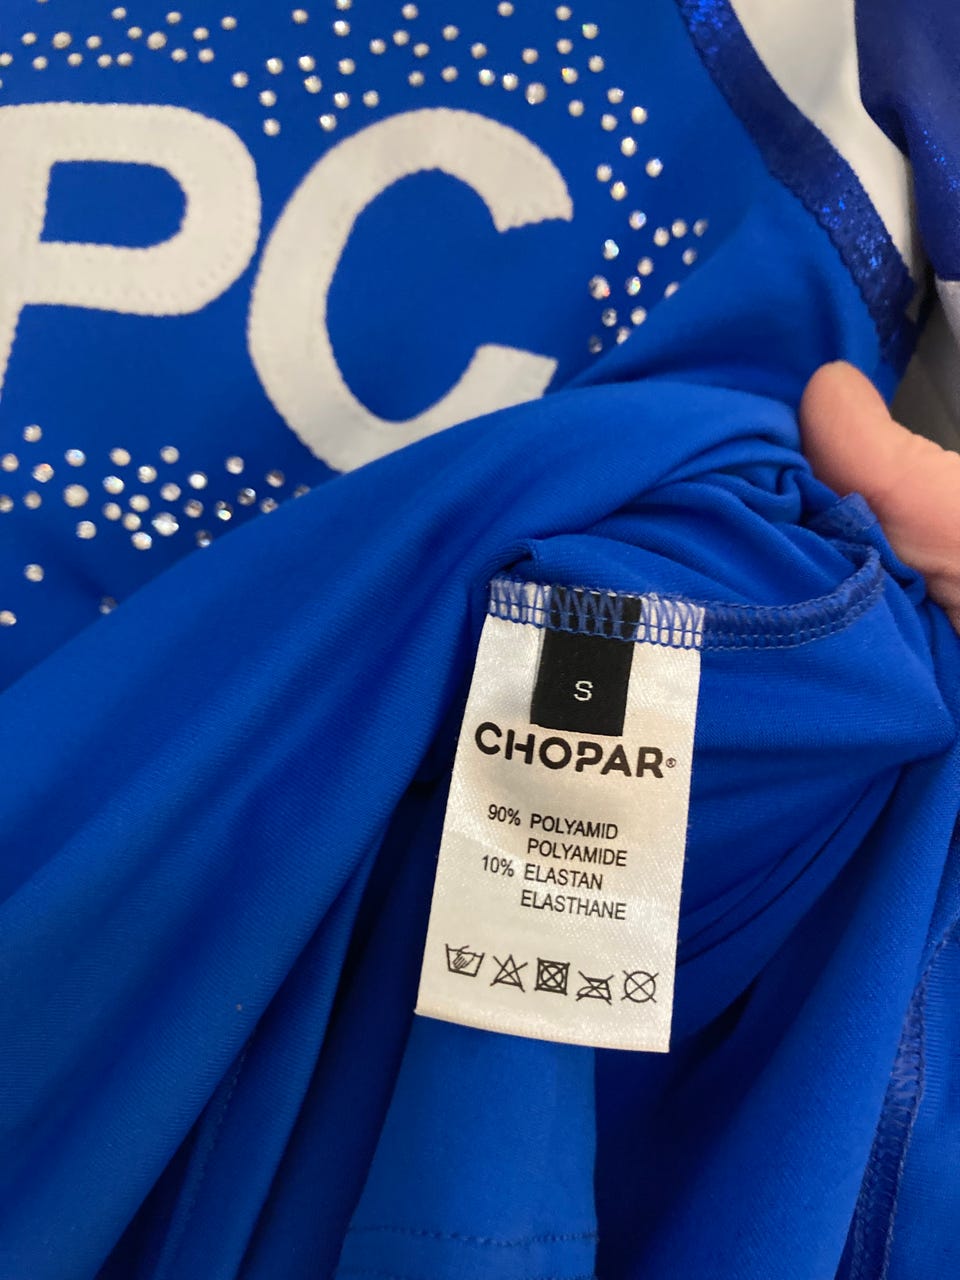 PC
S
CHOPAR®
90% POLYAMID
POLYAMIDE
10% ELASTAN
ELASTHANE